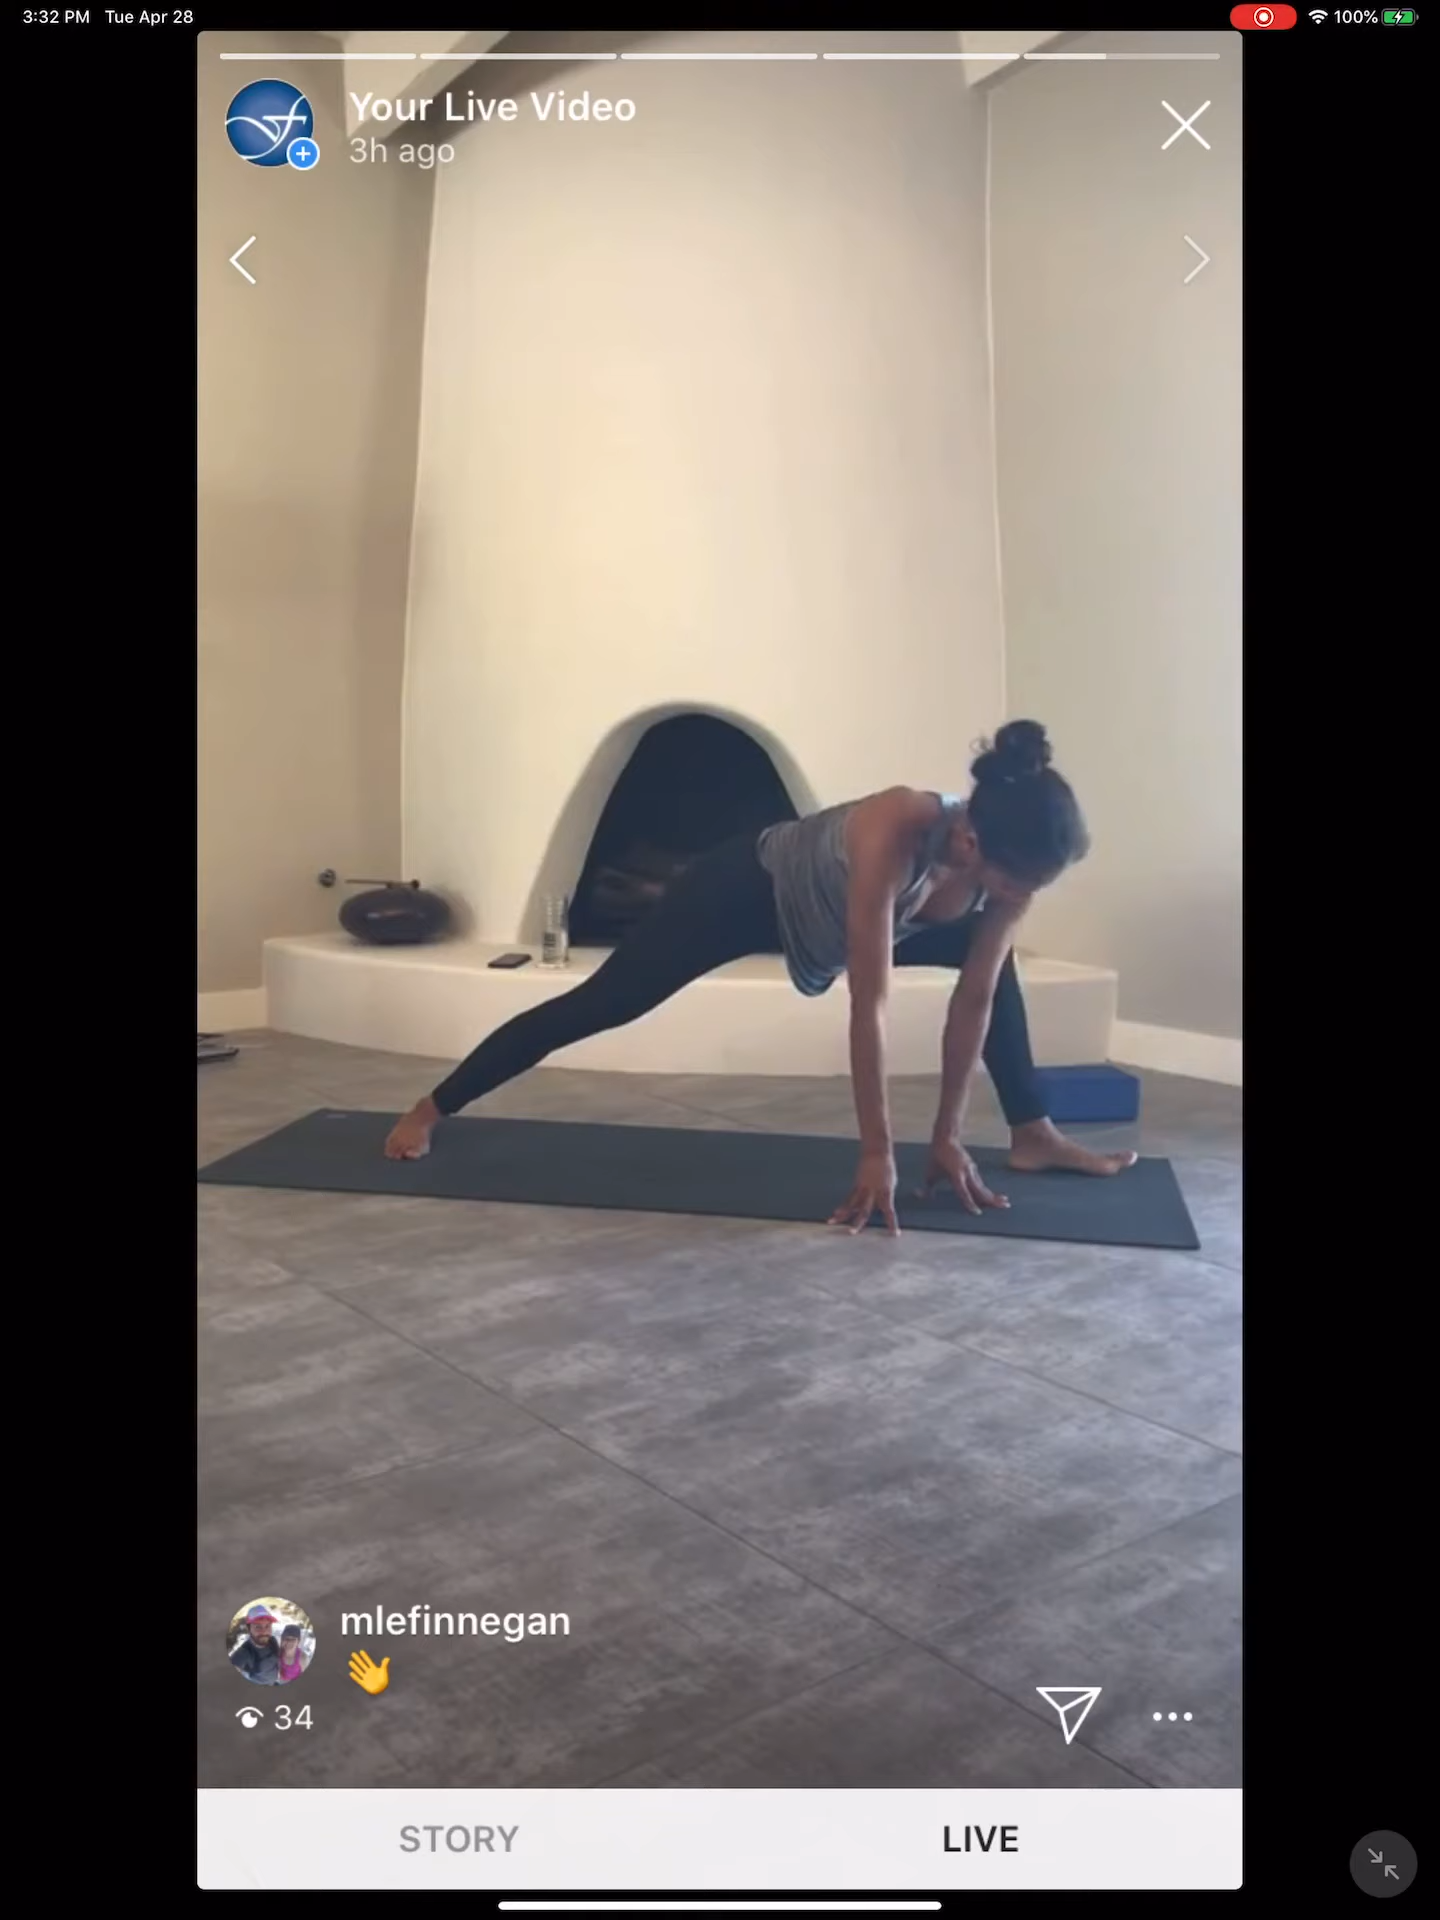 3:32 PM Tue Apr 28
100%
Your Live Video
3h ago
mlefinnegan
👋
34
STORY
LIVE